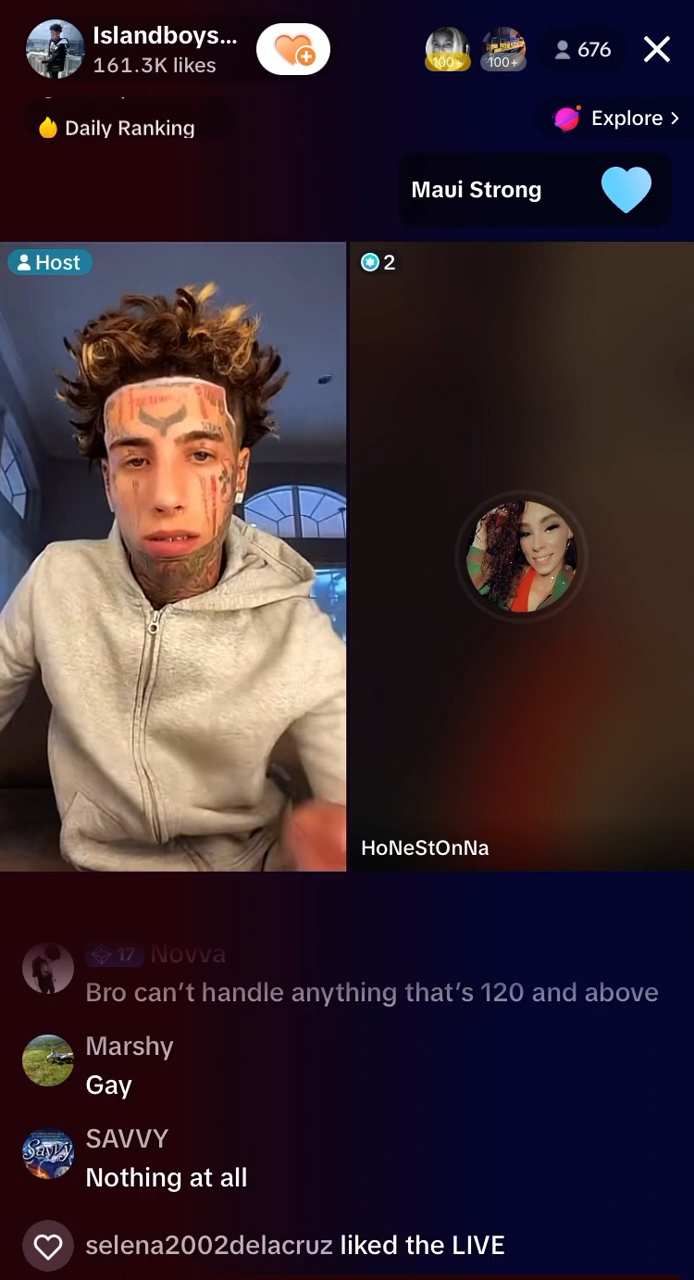 Islandboys...
161.3K likes
100+
100+
676
Daily Ranking
Explore >
Maui Strong
Host
2
HoNeStOnNa
17 Novva
Bro can't handle anything that's 120 and above
Marshy
Gay
SAVVY
Savvy
Nothing at all
selena2002delacruz liked the LIVE